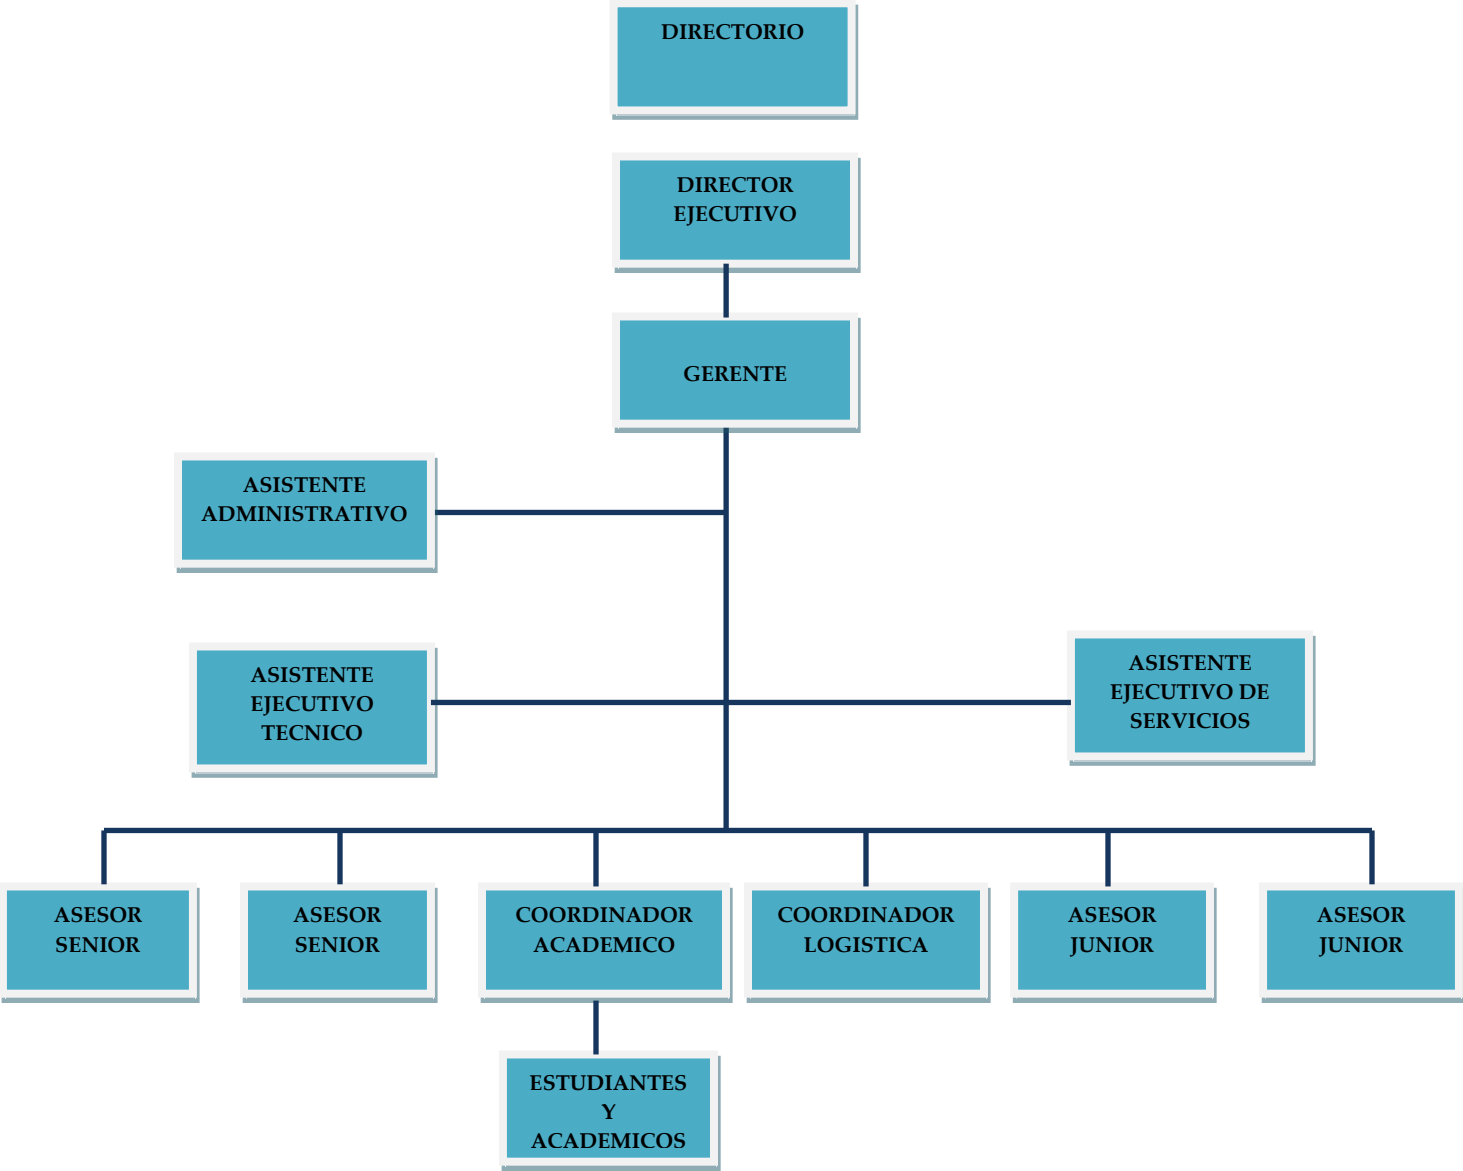 DIRECTORIO
DIRECTOR
EJECUTIVO
GERENTE
ASISTENTE
ADMINISTRATIVO
ASISTENTE
EJECUTIVO
TECNICO
ASISTENTE
EJECUTIVO DE
SERVICIOS
ASESOR
SENIOR
ASESOR
SENIOR
COORDINADOR
ACADEMICO
COORDINADOR
LOGISTICA
ASESOR
JUNIOR
ASESOR
JUNIOR
ESTUDIANTES
Y
ACADEMICOS